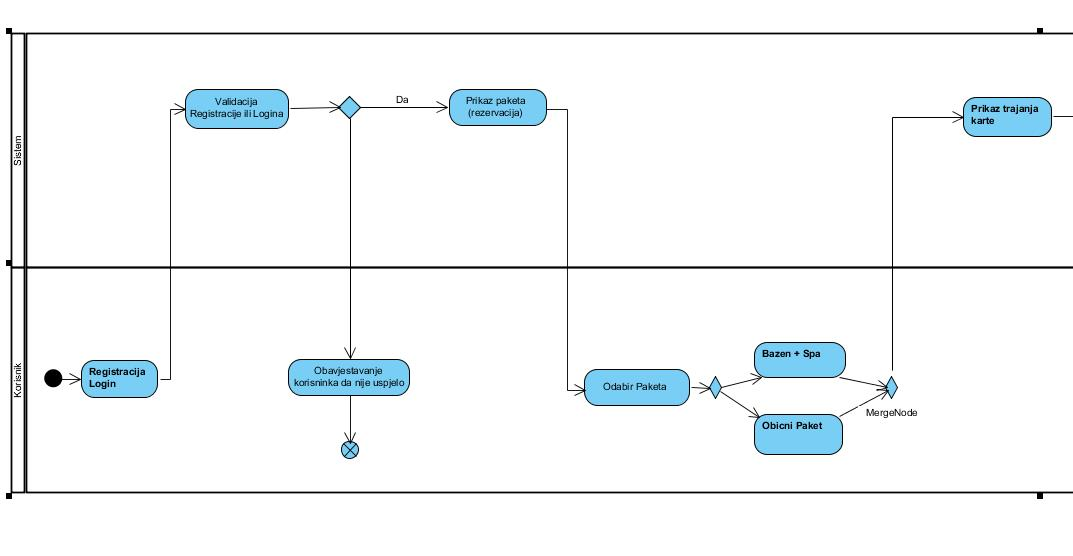 Sistem
Validacija
Registracije ili Logina
Da
Prikaz paketa
(rezervacija)
Prikaz trajanja
karte
Korisnik
Registracija
Login
Obavjestavanje
korisninka da nije uspjelo
Odabir Paketa
Bazen + Spa
Obicni Paket
MergeNode